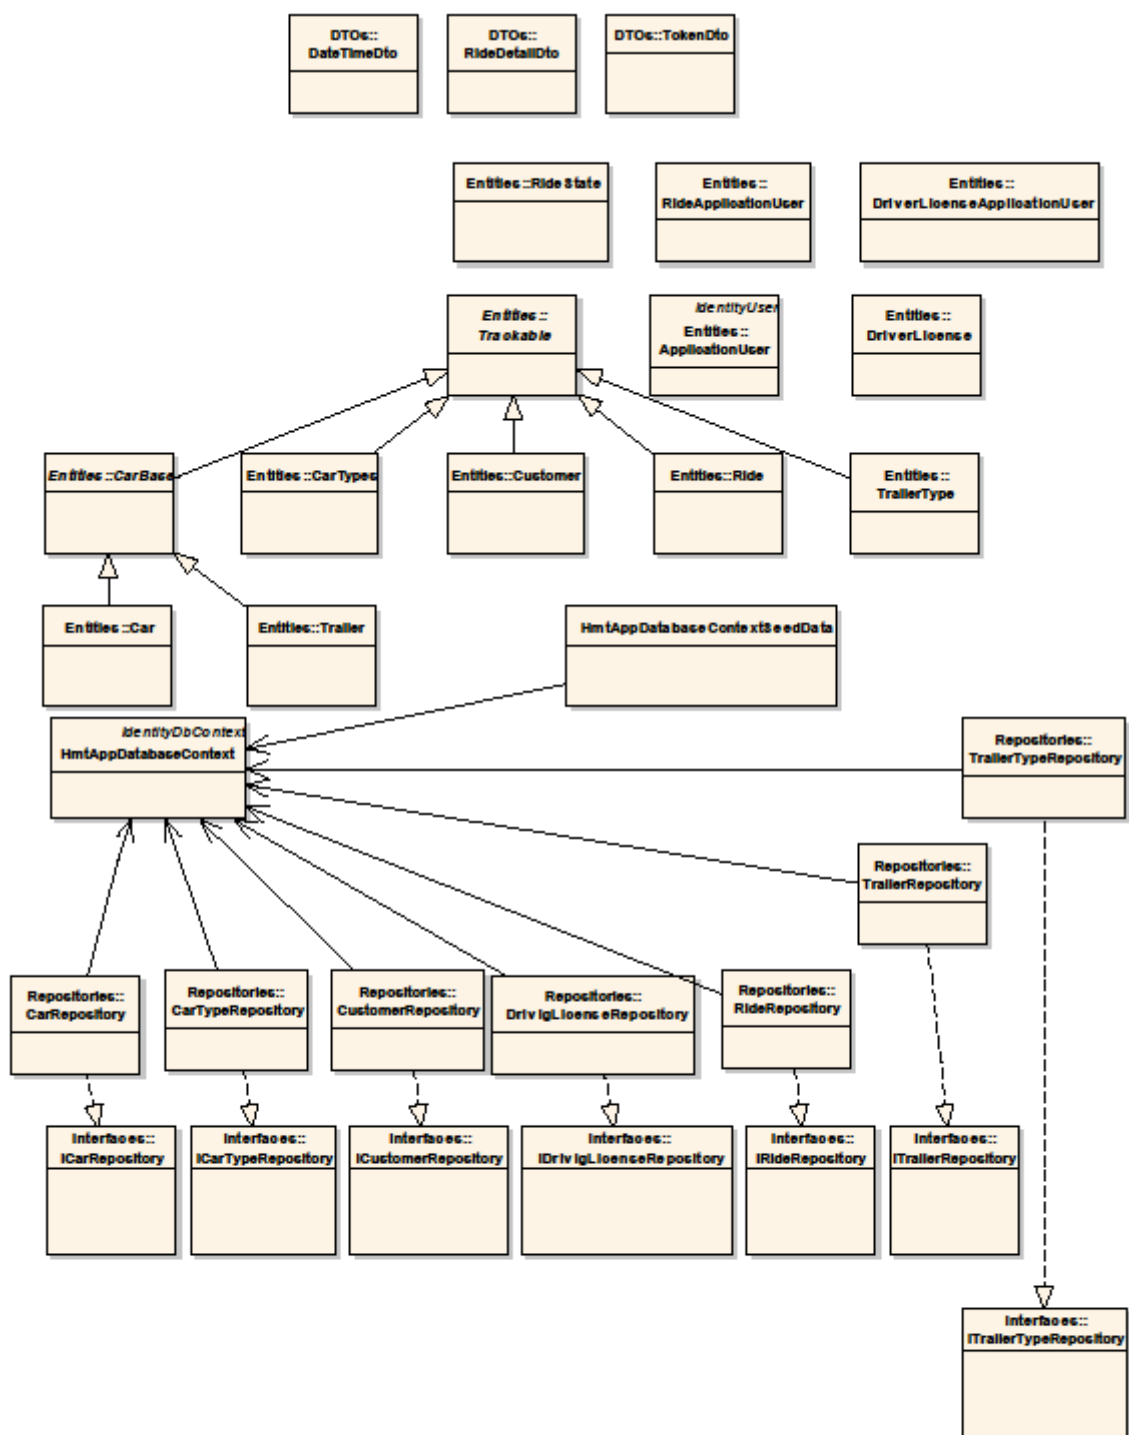 DTOs::
DateTimeDto
DTOs::
RideDetailDto
DTOs::TokenDto
Entities::RideState
Entities::
RideApplicationUser
Entities::
DriverLicenseApplicationUser
Entities::
Trackable
IdentityUser
Entities::
ApplicationUser
Entities::
DriverLicense
Entities::CarBase
Entities::CarTypes
Entities::Customer
Entities::Ride
Entities::
TrailerType
Entities::Car
Entities::Trailer
HmtAppDatabaseContextSeedData
IdentityDbContext
HmtAppDatabaseContext
Repositories::
TrailerTypeRepository
Repositories::
TrailerRepository
Repositories::
CarRepository
Repositories::
CarTypeRepository
Repositories::
CustomerRepository
Repositories::
DrivigLicenseRepository
Repositories::
RideRepository
Interfaces::
ICarRepository
Interfaces::
ICarTypeRepository
Interfaces::
ICustomerRepository
Interfaces::
IDrivigLicenseRepository
Interfaces::
IRideRepository
Interfaces::
ITrailerRepository
Interfaces::
ITrailerTypeRepository